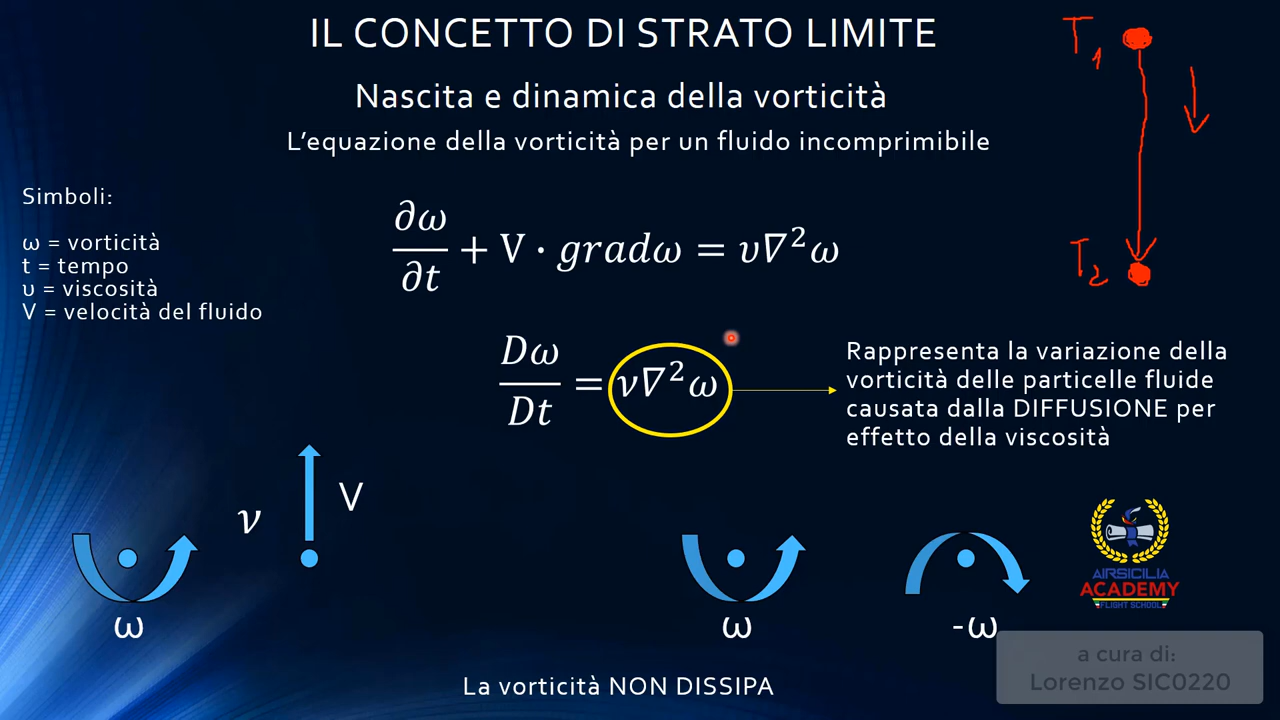 IL CONCETTO DI STRATO LIMITE
T1
Nascita e dinamica della vorticità
L'equazione della vorticità per un fluido incomprimibile
Simboli:
ω = vorticità
t = tempo
υ = viscosità
V = velocità del fluido
∂ω/∂t + V · gradω = υ∇²ω
T2
Dω/Dt = ν∇²ω
Rappresenta la variazione della
vorticità delle particelle fluide
causata dalla DIFFUSIONE per
effetto della viscosità
ν
V
ω
ω
-ω
AIRSICILIA
ACADEMY
FLIGHT SCHOOL
a cura di:
Lorenzo SIC0220
La vorticità NON DISSIPA